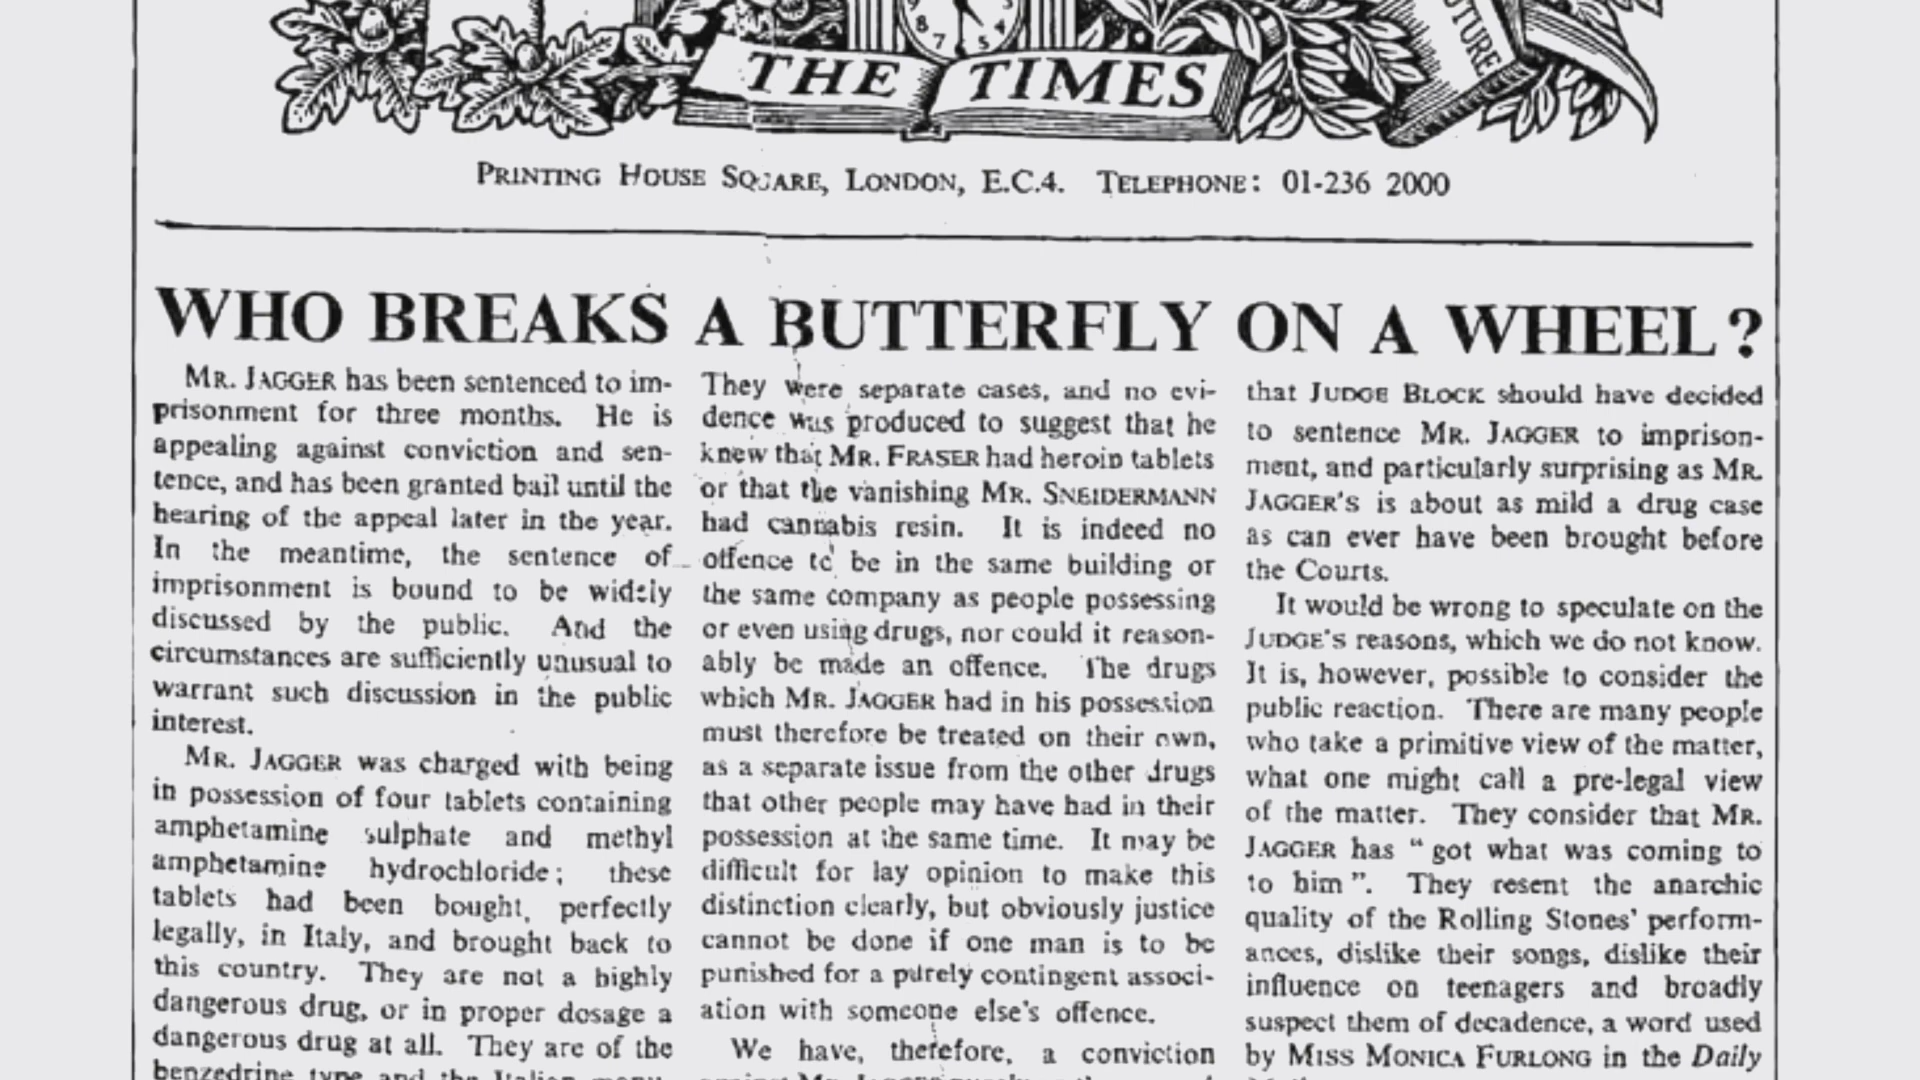 UTURE
8 7 5 4
THE TIMES
PRINTING HOUSE SQUARE, LONDON, E.C.4. TELEPHONE: 01-236 2000
WHO BREAKS A BUTTERFLY ON A WHEEL?
MR. JAGGER has been sentenced to im-
prisonment for three months. He is
appealing against conviction and sen-
tence, and has been granted bail until the
hearing of the appeal later in the year.
In the meantime, the sentence of
imprisonment is bound to be widely
discussed by the public. And the
circumstances are sufficiently unusual to
warrant such discussion in the public
interest.
MR. JAGGER was charged with being
in possession of four tablets containing
amphetamine sulphate and methyl
amphetamine hydrochloride; these
tablets had been bought, perfectly
legally, in Italy, and brought back to
this country. They are not a highly
dangerous drug, or in proper dosage a
dangerous drug at all. They are of the
benzedrine type and the Italian manu-
They were separate cases, and no evi-
dence was produced to suggest that he
knew that MR. FRASER had heroin tablets
or that the vanishing MR. SNEIDERMANN
had cannabis resin. It is indeed no
offence to be in the same building or
the same company as people possessing
or even using drugs, nor could it reason-
ably be made an offence. The drugs
which MR. JAGGER had in his possession
must therefore be treated on their own,
as a separate issue from the other drugs
that other people may have had in their
possession at the same time. It may be
difficult for lay opinion to make this
distinction clearly, but obviously justice
cannot be done if one man is to be
punished for a purely contingent associ-
ation with someone else's offence.
We have, therefore, a conviction
that JUDGE BLOCK should have decided
to sentence MR. JAGGER to imprison-
ment, and particularly surprising as MR.
JAGGER'S is about as mild a drug case
as can ever have been brought before
the Courts.
It would be wrong to speculate on the
JUDGE'S reasons, which we do not know.
It is, however, possible to consider the
public reaction. There are many people
who take a primitive view of the matter,
what one might call a pre-legal view
of the matter. They consider that MR.
JAGGER has "got what was coming to
to him". They resent the anarchic
quality of the Rolling Stones' perform-
ances, dislike their songs, dislike their
influence on teenagers and broadly
suspect them of decadence, a word used
by MISS MONICA FURLONG in the Daily